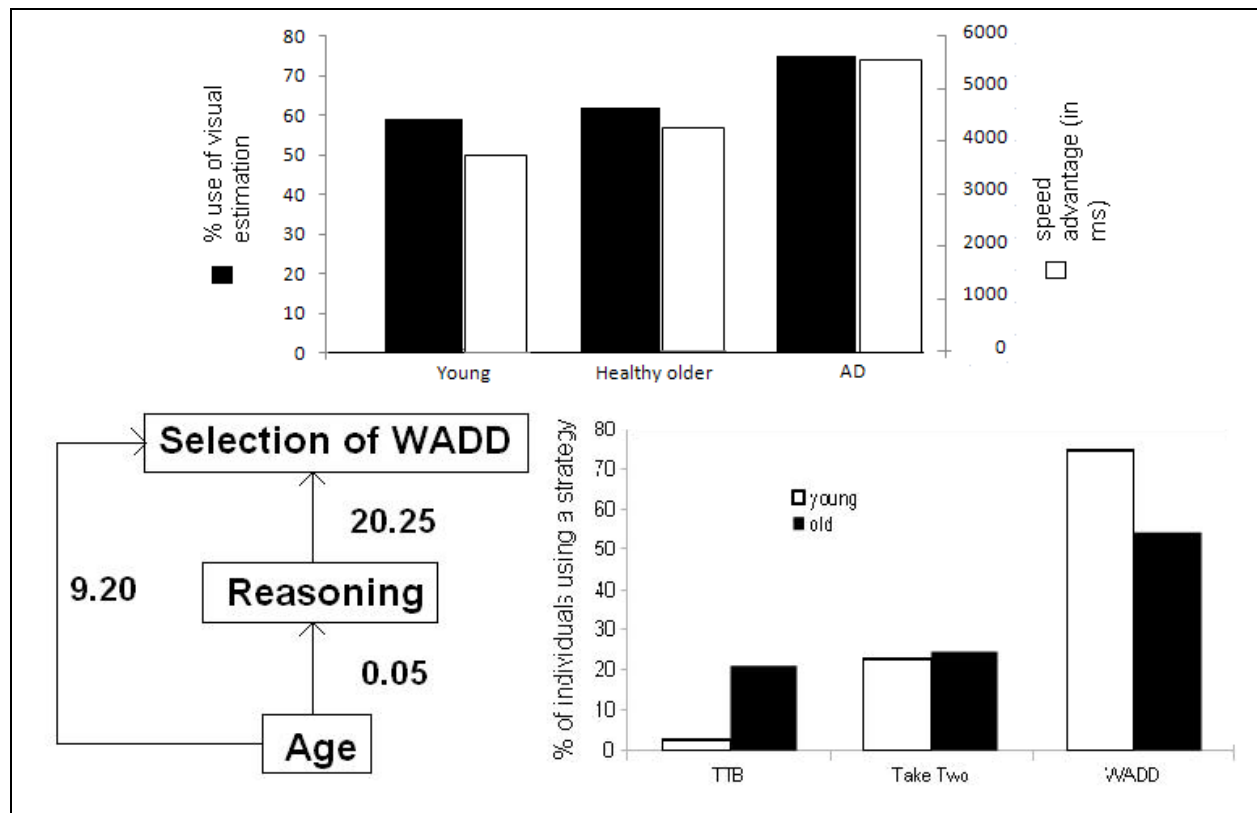 80
70
60
50
40
30
20
10
0
% use of visual
estimation
6000
5000
4000
3000
2000
1000
0
speed
advantage (in
ms)
Young
Healthy older
AD
Selection of WADD
20.25
9.20
Reasoning
0.05
Age
% of individuals using a strategy
80
70
60
50
40
30
20
10
0
young
old
TTB
Take Two
WADD